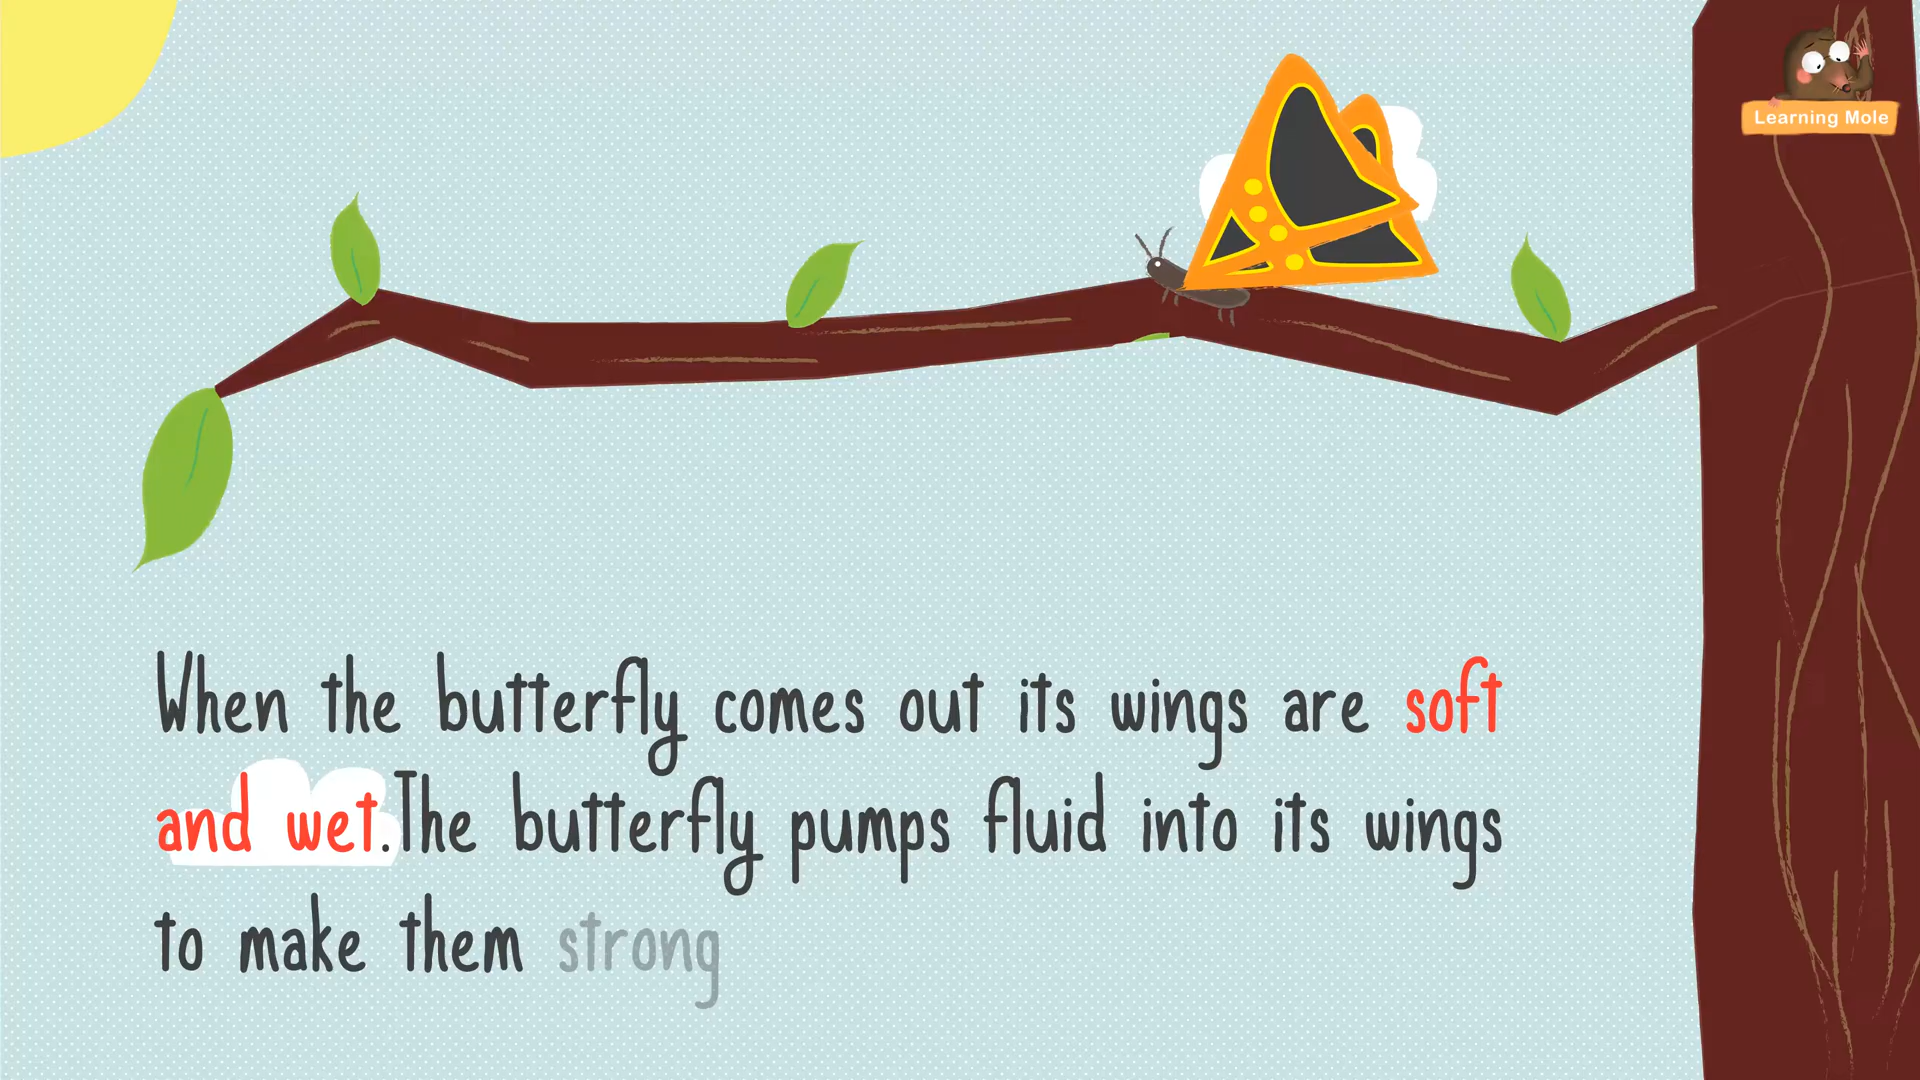 Learning Mole
When the butterfly comes out its wings are soft
and wet.The butterfly pumps fluid into its wings
to make them strong